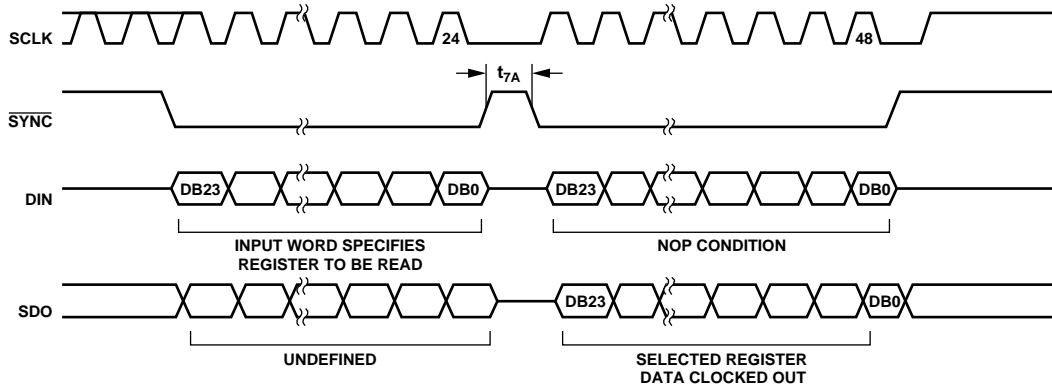 SCLK
24
48
t7A
SYNC
DIN
DB23
DB0
DB23
DB0
INPUT WORD SPECIFIES
REGISTER TO BE READ
NOP CONDITION
SDO
DB23
DB0
UNDEFINED
SELECTED REGISTER
DATA CLOCKED OUT